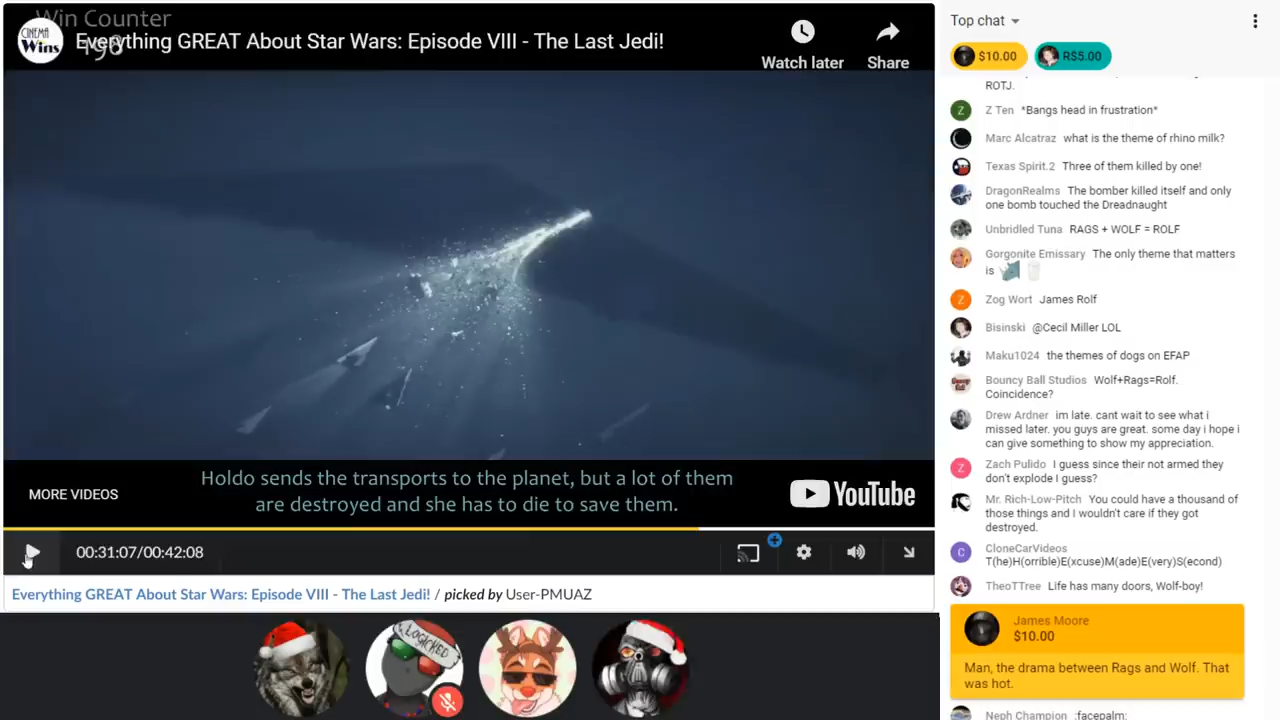 Win Counter
198
CINEMA
Wins
Everything GREAT About Star Wars: Episode VIII - The Last Jedi!
Watch later
Share
Holdo sends the transports to the planet, but a lot of them
are destroyed and she has to die to save them.
MORE VIDEOS
YouTube
00:31:07/00:42:08
Everything GREAT About Star Wars: Episode VIII - The Last Jedi! / picked by User-PMUAZ
LOGICKED
Top chat
$10.00
R$5.00
ROTJ.
Z Ten *Bangs head in frustration*
Marc Alcatraz what is the theme of rhino milk?
Texas Spirit.2 Three of them killed by one!
DragonRealms The bomber killed itself and only
one bomb touched the Dreadnaught
Unbridled Tuna RAGS + WOLF = ROLF
Gorgonite Emissary The only theme that matters
is
Zog Wort James Rolf
Bisinski @Cecil Miller LOL
Maku1024 the themes of dogs on EFAP
Bouncy Ball Studios Wolf+Rags=Rolf.
Coincidence?
Drew Ardner im late. cant wait to see what i
missed later. you guys are great. some day i hope i
can give something to show my appreciation.
Z
Zach Pulido I guess since their not armed they
don't explode I guess?
Mr. Rich-Low-Pitch You could have a thousand of
those things and I wouldn't care if they got
destroyed.
C
CloneCarVideos
T(he)H(orrible)E(xcuse)M(ade)E(very)S(econd)
TheoTTree Life has many doors, Wolf-boy!
James Moore
$10.00
Man, the drama between Rags and Wolf. That
was hot.
Neph Champion :facepalm: